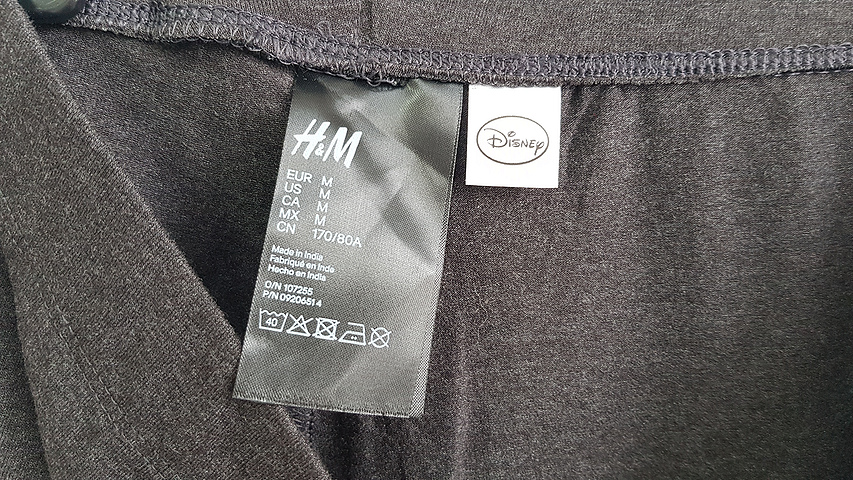 H&M
EUR M
US M
CA M
MX M
CN 170/80A
Made in India
Fabriqué en Inde
Hecho en India
O/N 107255
P/N 09206514
40
Disney